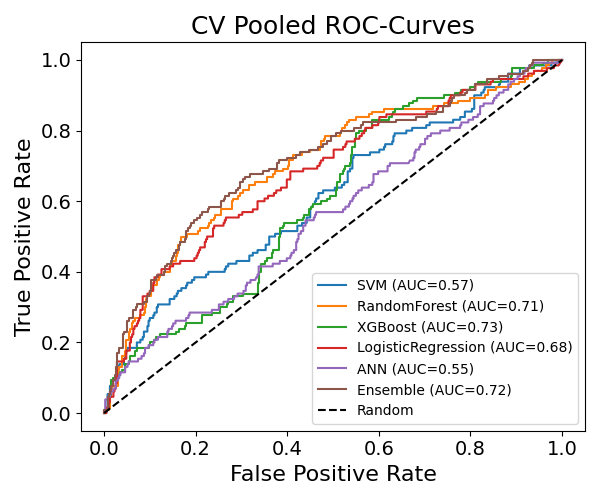 CV Pooled ROC-Curves
True Positive Rate
1.0
0.8
0.6
0.4
0.2
0.0
SVM (AUC=0.57)
RandomForest (AUC=0.71)
XGBoost (AUC=0.73)
LogisticRegression (AUC=0.68)
ANN (AUC=0.55)
Ensemble (AUC=0.72)
Random
0.0 0.2 0.4 0.6 0.8 1.0
False Positive Rate